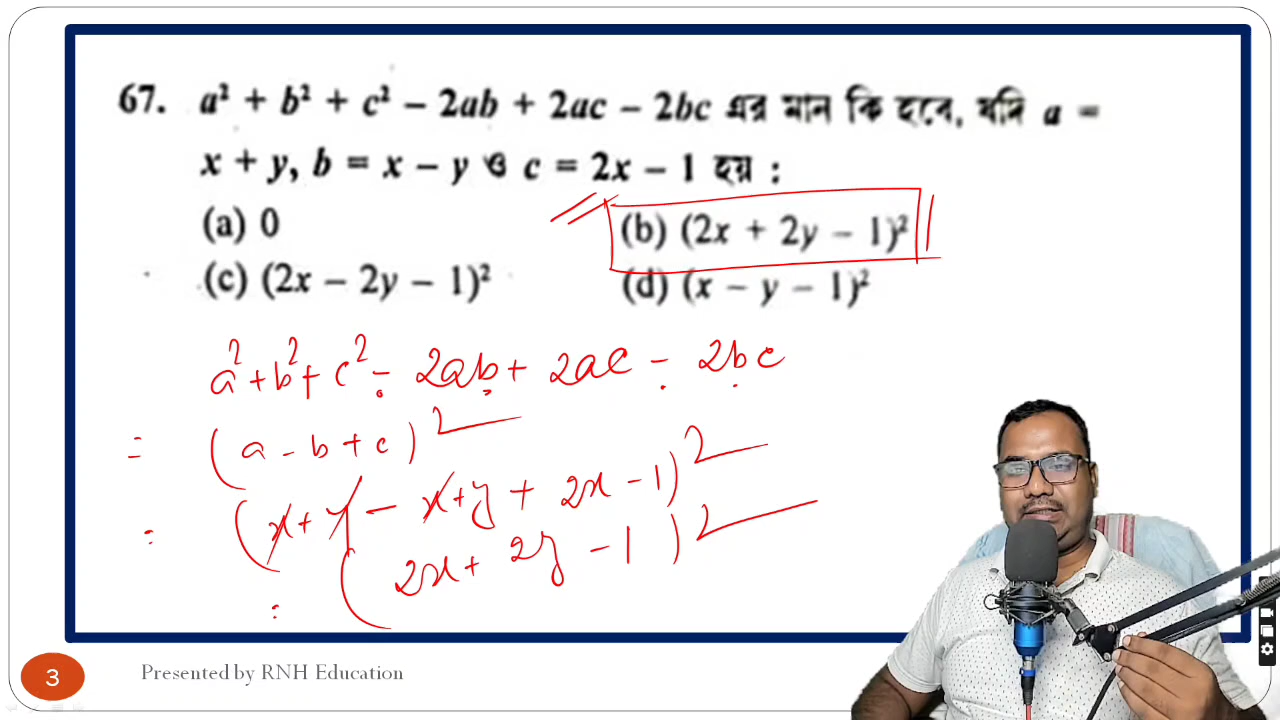 67. a² + b² + c² − 2ab + 2ac − 2bc এর মান কি হবে, যদি a =
x + y, b = x − y ও c = 2x − 1 হয় :
(a) 0 (b) (2x + 2y − 1)²
(c) (2x − 2y − 1)² (d) (x − y − 1)²
a² + b² + c² − 2ab + 2ac − 2bc
= (a − b + c)²
= (x + y − x + y + 2x − 1)²
= (2x + 2y − 1)²
3 Presented by RNH Education